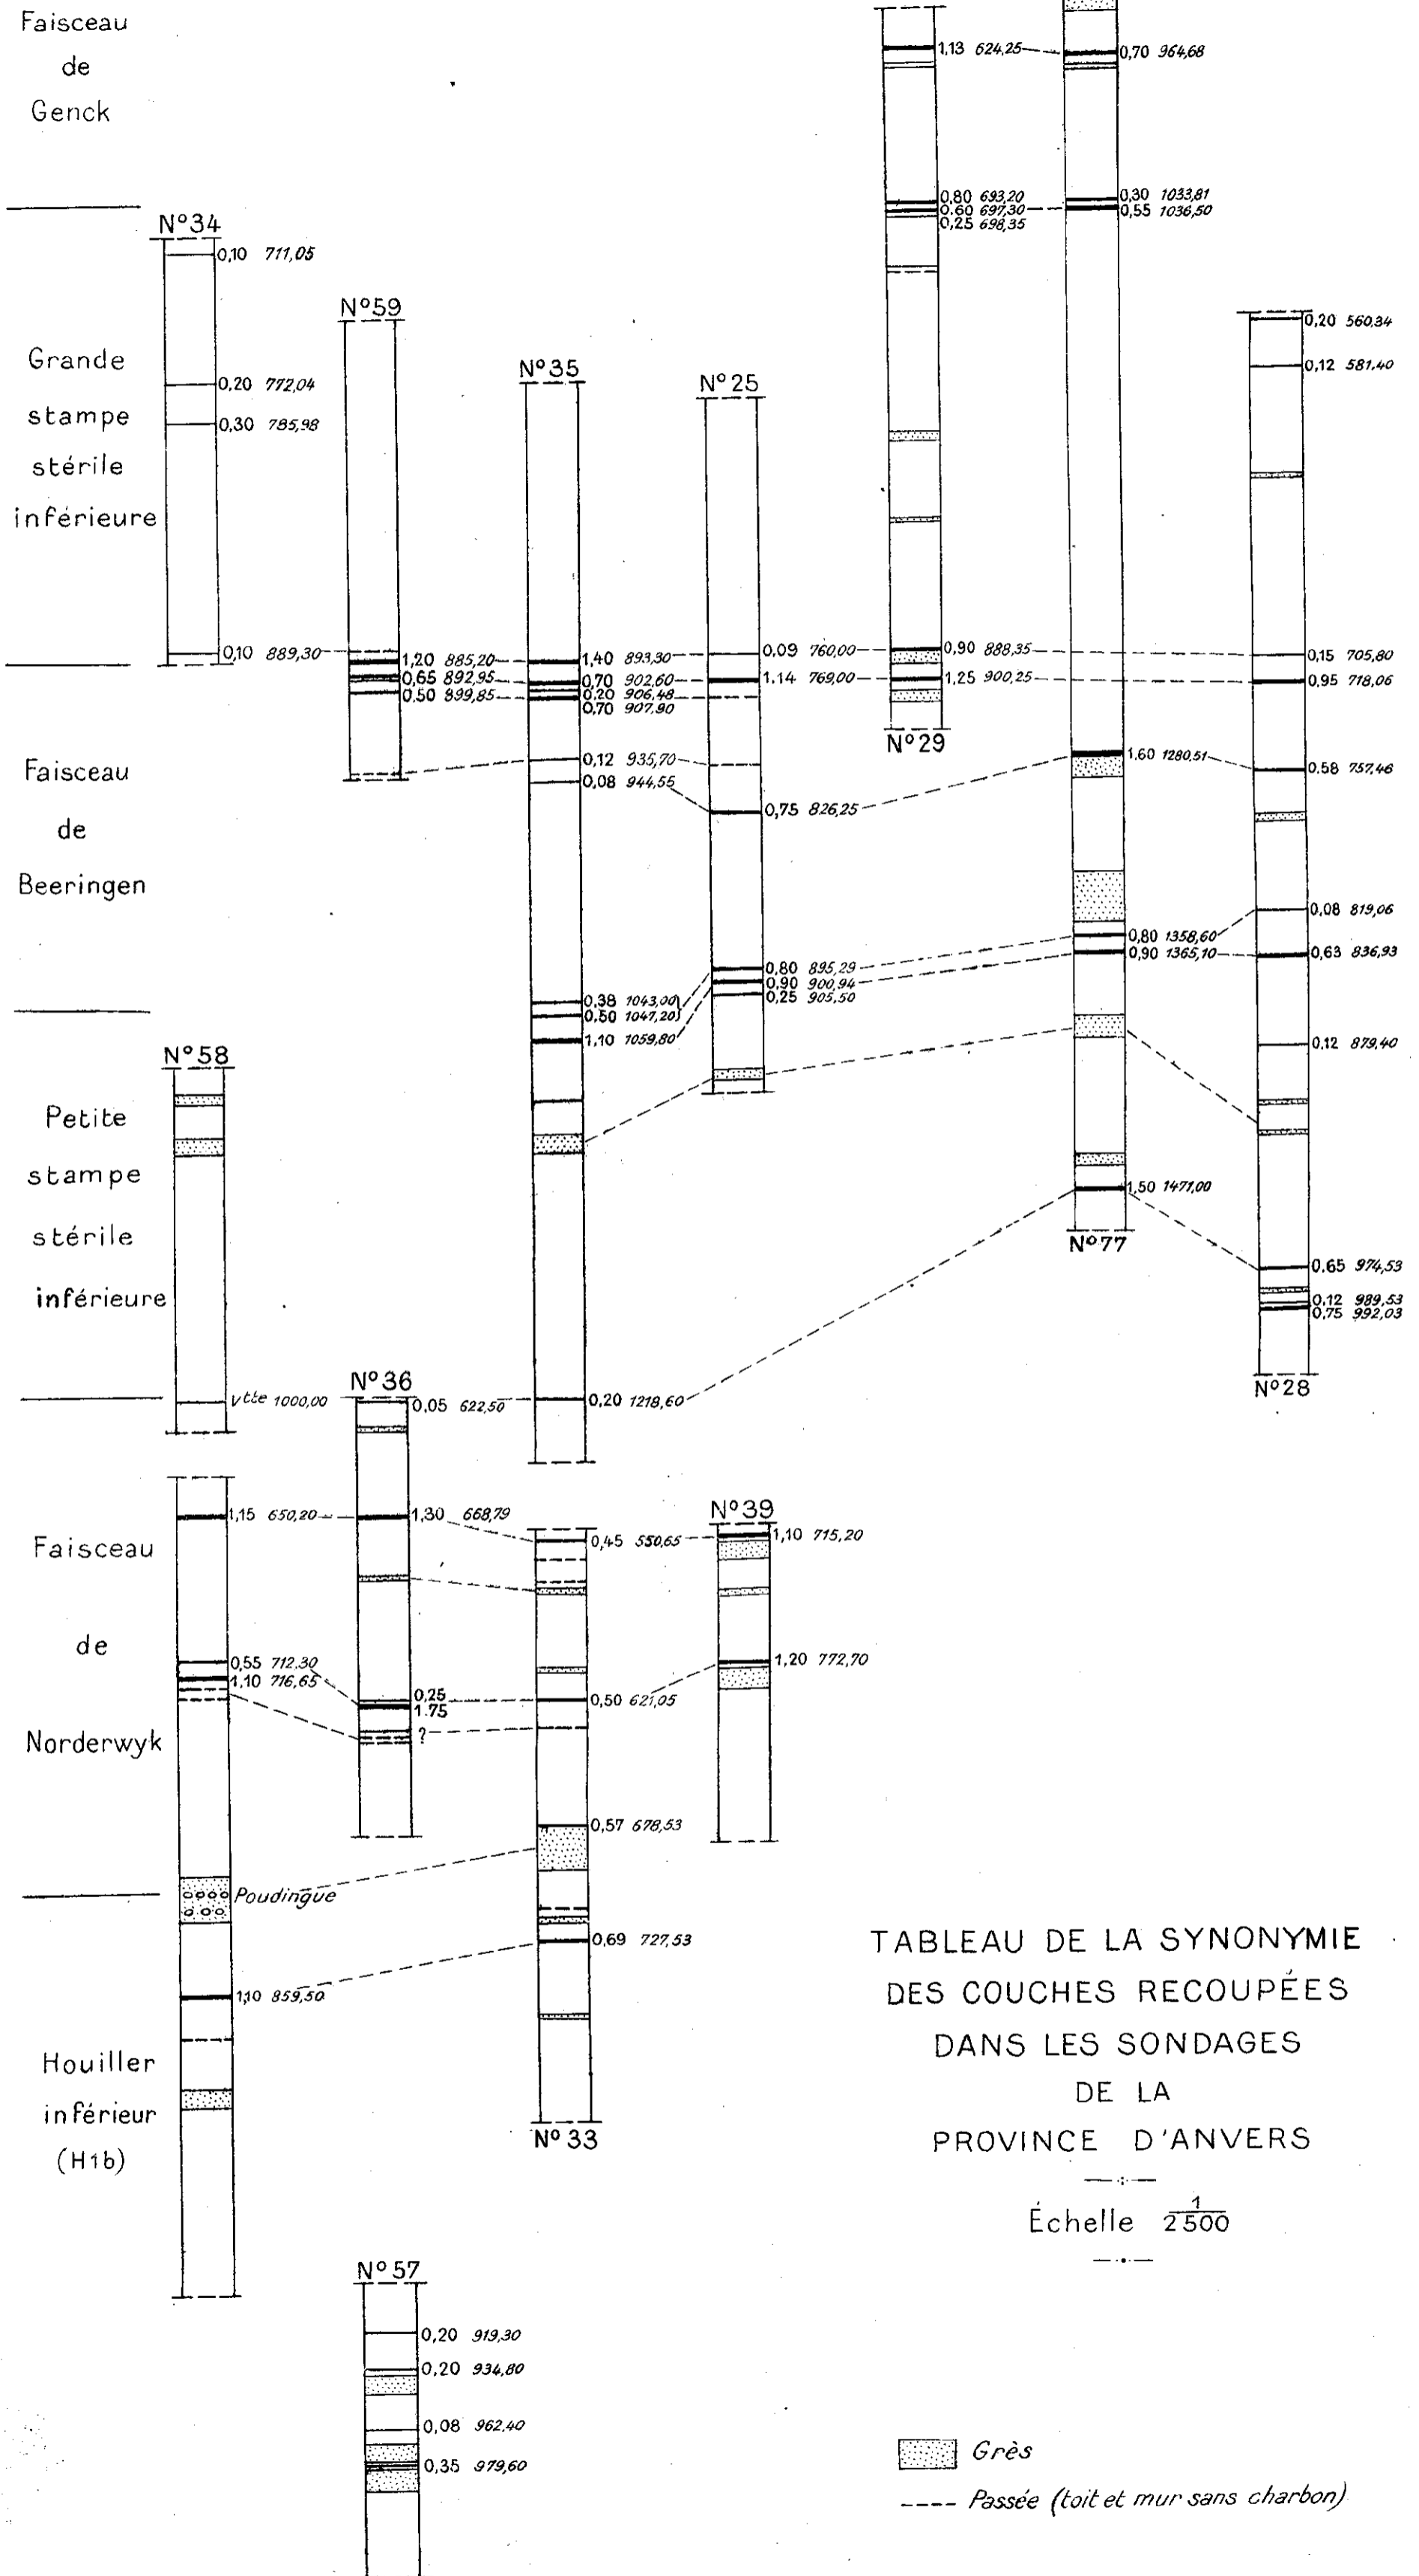 Faisceau
de
Genck
1,13 624,25
0,70 964,68
0,80 693,20
0.60 697,30
0,25 698,35
0,30 1033,81
0,55 1036,50
N°34
0,10 711,05
0,20 772,04
0,30 785,98
0,10 889,30
Grande
stampe
stérile
inférieure
N°59
1,20 885,20
0,65 892,95
0,50 899,85
N°35
1,40 893,30
0,70 902,60
0,20 906,48
0,70 907,90
0,12 935,70
0,08 944,55
0,38 1043,00
0,50 1047,20
1,10 1059,80
0,20 1218,60
N°25
0,09 760,00
1,14 769,00
0,75 826,25
0,80 895,29
0,90 900,94
0,25 905,50
0,90 888,35
1,25 900,25
N°29
1,60 1280,51
0,80 1358,60
0,90 1365,10
1,50 1471,00
N°77
0,20 560,34
0,12 581,40
0,15 705,80
0,95 718,06
0,58 757,46
0,08 819,06
0,63 836,93
0,12 879,40
0.65 974,53
0,12 989,53
0,75 992,03
N°28
Faisceau
de
Beeringen
Petite
stampe
stérile
inférieure
N°58
Vtte 1000,00
N°36
0,05 622,50
1,30 668,79
0,25
1.75
?
Faisceau
de
Norderwyk
1,15 650,20
0,55 712,30
1,10 716,65
Poudingue
1,10 859,50
0,45 550,65
0,50 621,05
0,57 678,53
0,69 727,53
N°33
N°39
1,10 715,20
1,20 772,70
Houiller
inférieur
(H1b)
N°57
0,20 919,30
0,20 934,80
0,08 962,40
0,35 979,60
TABLEAU DE LA SYNONYMIE
DES COUCHES RECOUPÉES
DANS LES SONDAGES
DE LA
PROVINCE D'ANVERS
Échelle 1/2500
Grès
Passée (toit et mur sans charbon)